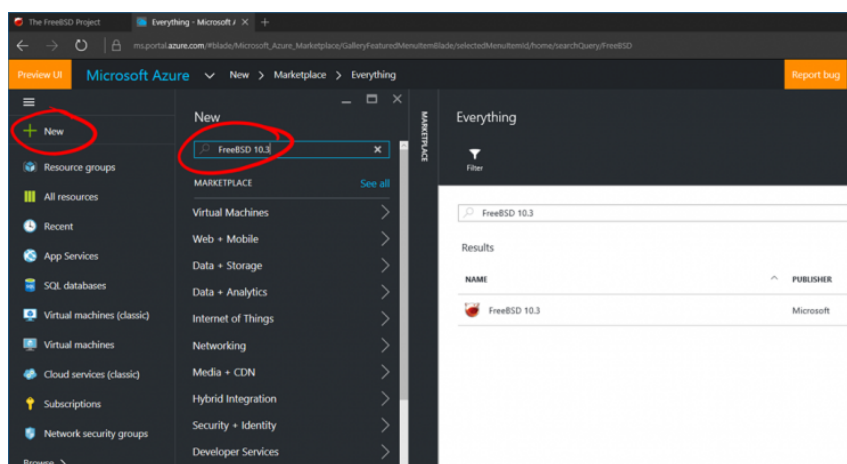 The FreeBSD Project
Everything - Microsoft A
ms.portal.azure.com/#blade/Microsoft_Azure_Marketplace/GalleryFeaturedMenuItemBlade/selectedMenuItemId/home/searchQuery/FreeBSD
Preview UI
Microsoft Azure
New > Marketplace > Everything
Report bug
New
Resource groups
All resources
Recent
App Services
SQL databases
Virtual machines (classic)
Virtual machines
Cloud services (classic)
Subscriptions
Network security groups
Browse >
New
FreeBSD 10.3
MARKETPLACE
See all
Virtual Machines
Web + Mobile
Data + Storage
Data + Analytics
Internet of Things
Networking
Media + CDN
Hybrid Integration
Security + Identity
Developer Services
MARKETPLACE
Everything
Filter
FreeBSD 10.3
Results
NAME
PUBLISHER
FreeBSD 10.3
Microsoft